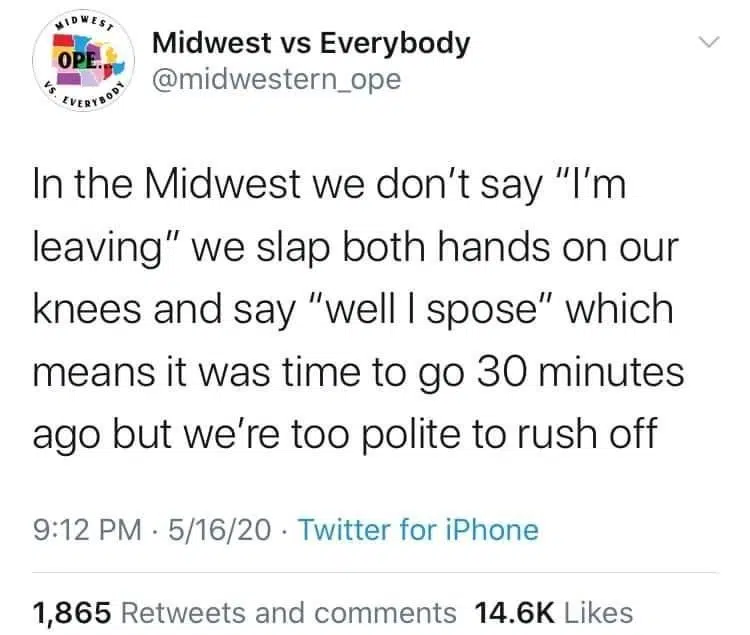 MIDWEST
OPE...
VS. EVERYBODY
Midwest vs Everybody
@midwestern_ope
In the Midwest we don’t say “I’m
leaving” we slap both hands on our
knees and say “well I spose” which
means it was time to go 30 minutes
ago but we’re too polite to rush off
9:12 PM · 5/16/20 · Twitter for iPhone
1,865 Retweets and comments 14.6K Likes